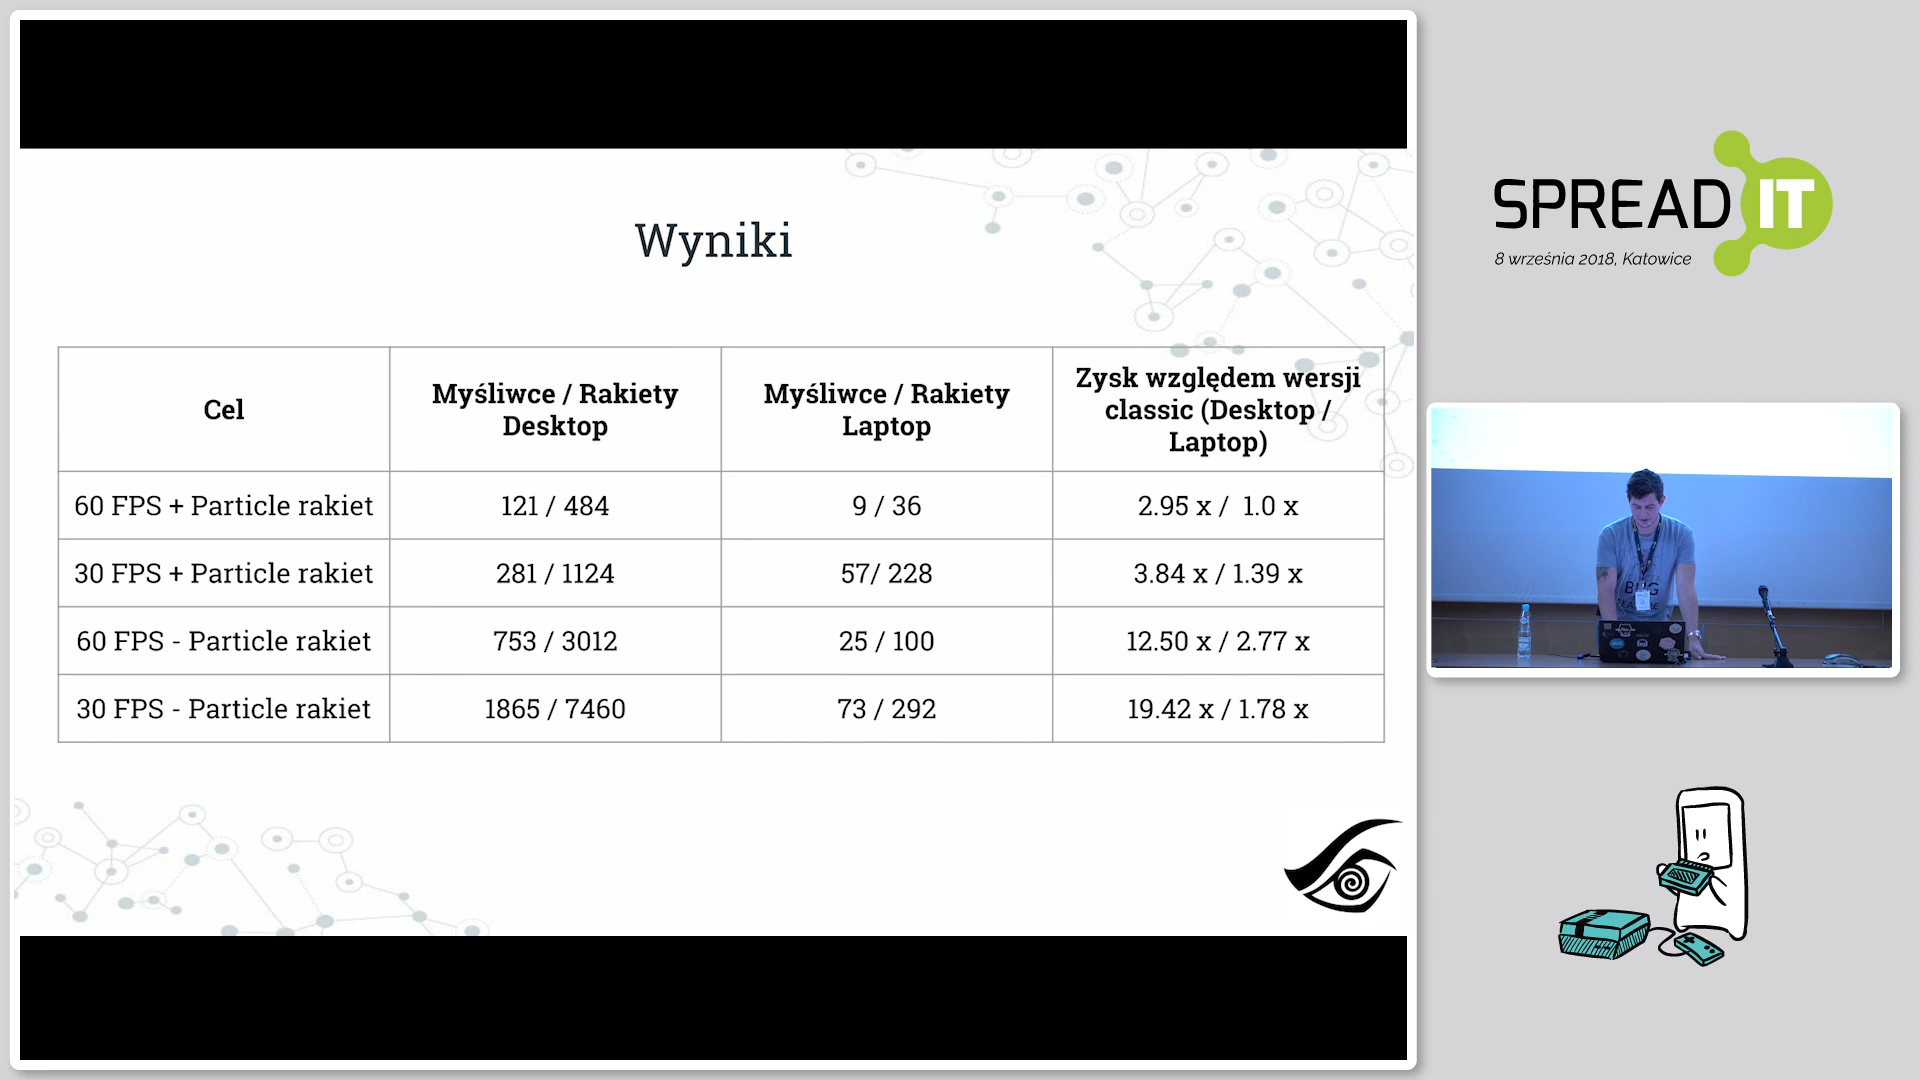 Wyniki
Cel
Myśliwce / Rakiety
Desktop
Myśliwce / Rakiety
Laptop
Zysk względem wersji
classic (Desktop /
Laptop)
60 FPS + Particle rakiet
121 / 484
9 / 36
2.95 x /  1.0 x
30 FPS + Particle rakiet
281 / 1124
57/ 228
3.84 x / 1.39 x
60 FPS - Particle rakiet
753 / 3012
25 / 100
12.50 x / 2.77 x
30 FPS - Particle rakiet
1865 / 7460
73 / 292
19.42 x / 1.78 x
SPREAD IT
8 września 2018, Katowice